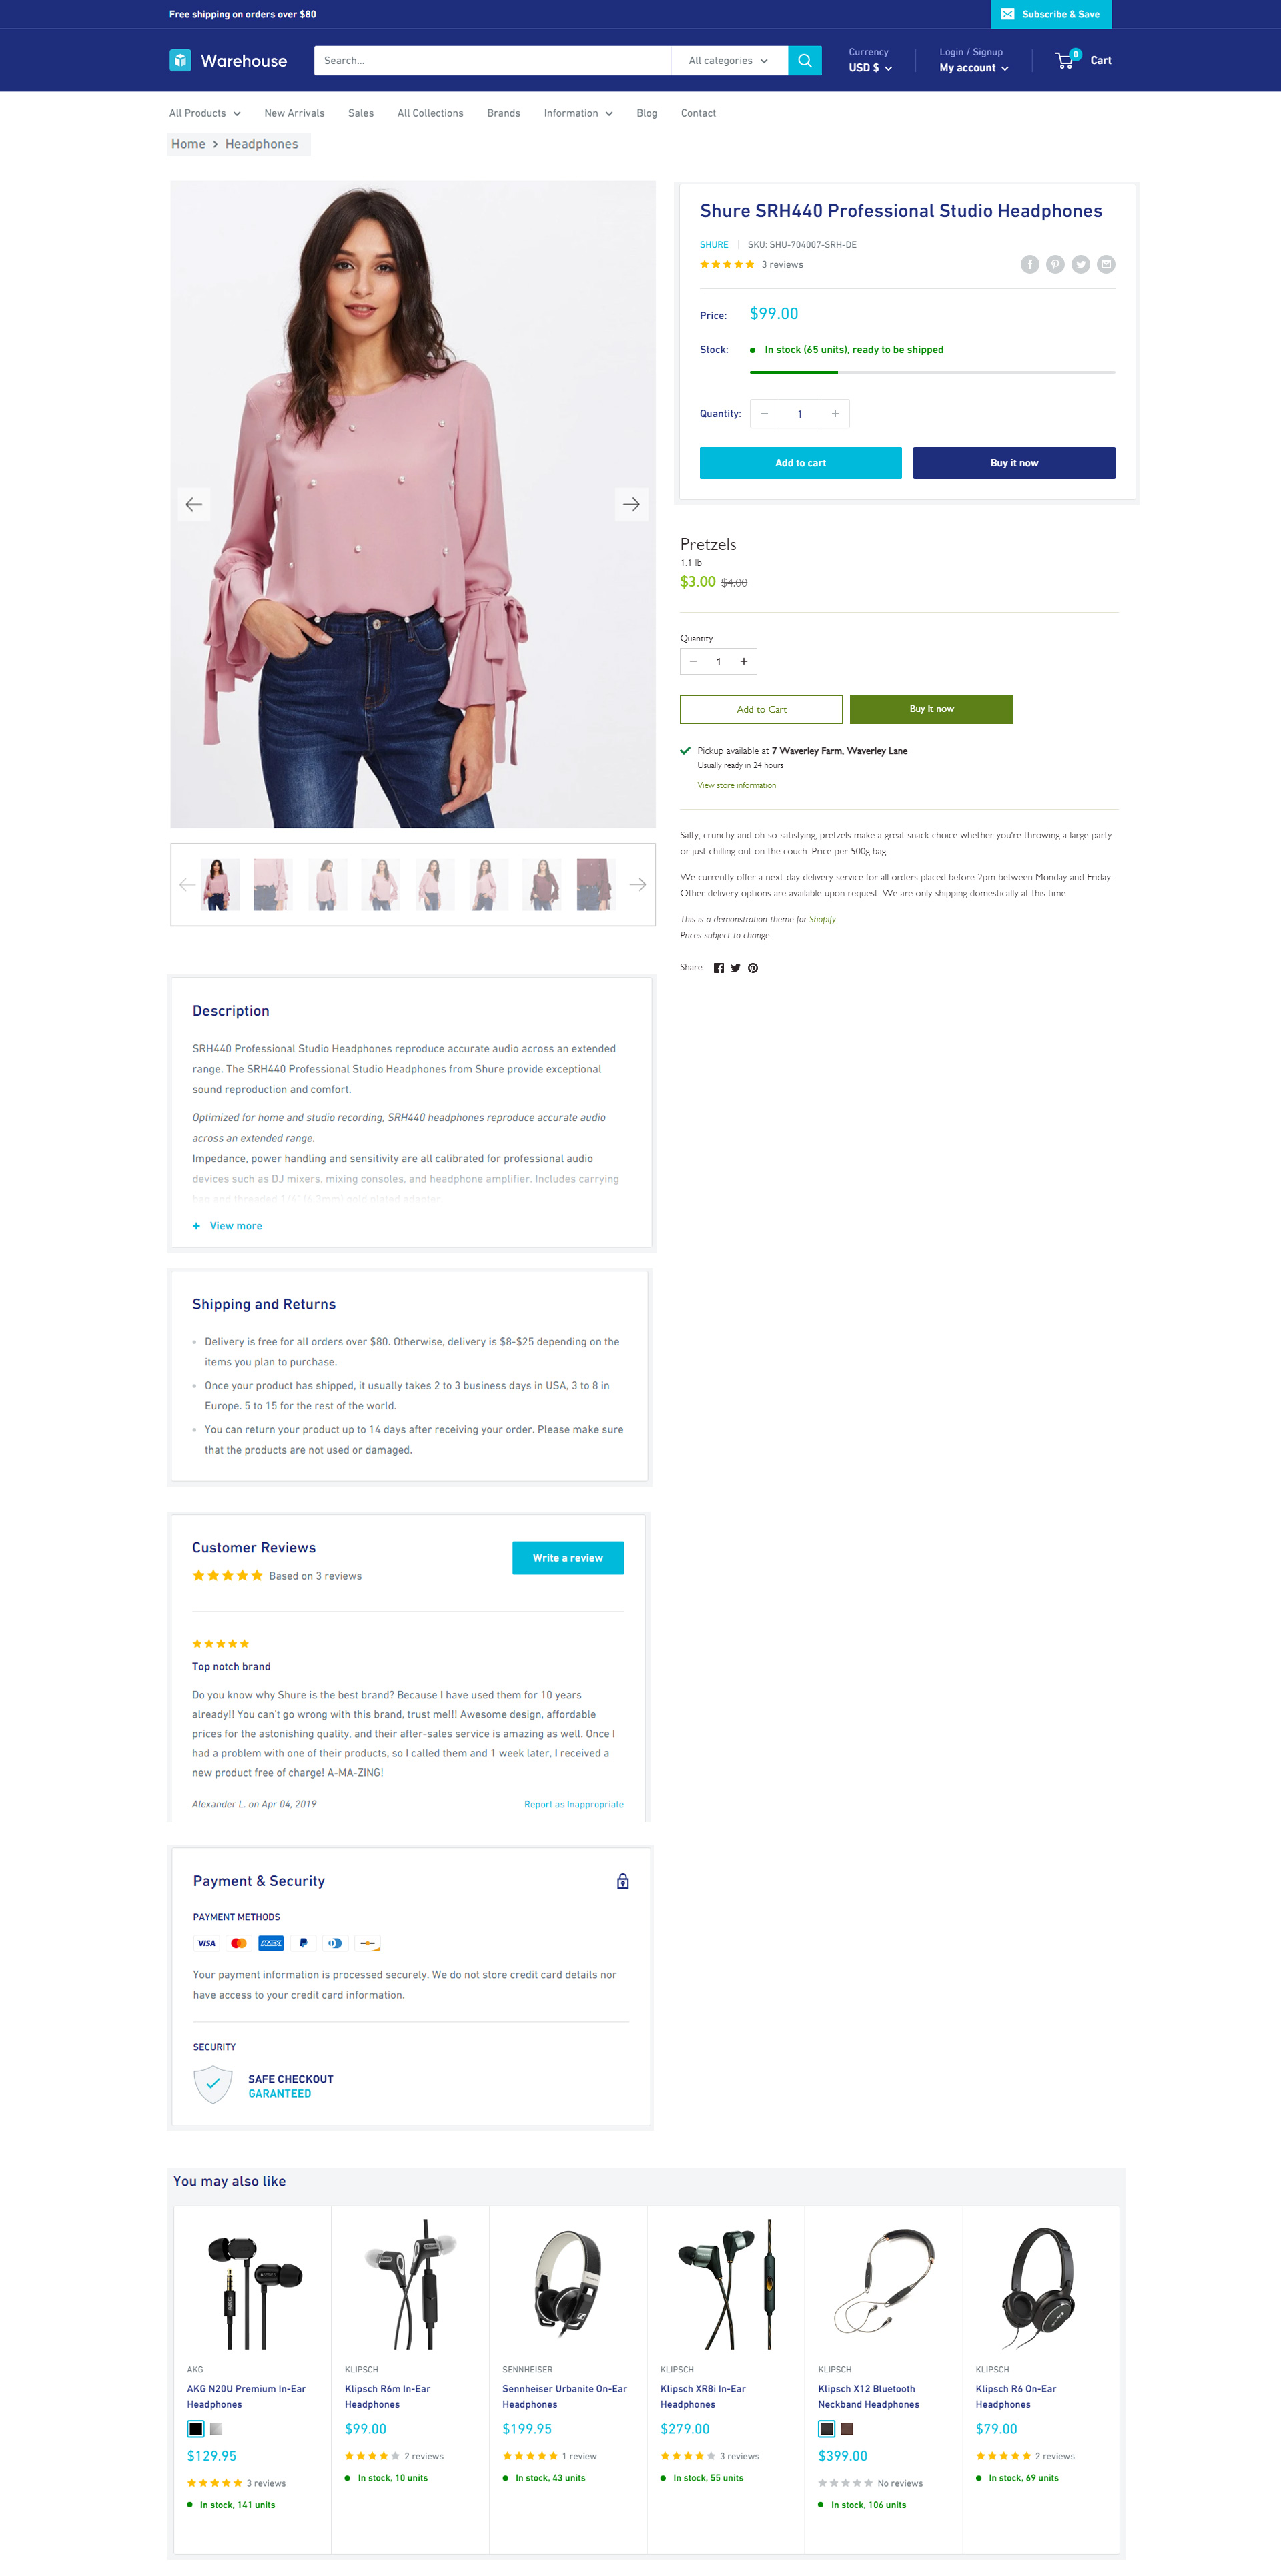 Free shipping on orders over $80
Subscribe & Save
Warehouse
Search...
All categories
Currency
USD $
Login / Signup
My account
0
Cart
All Products
New Arrivals
Sales
All Collections
Brands
Information
Blog
Contact
Home > Headphones
Shure SRH440 Professional Studio Headphones
SHURE
SKU: SHU-704007-SRH-DE
3 reviews
Price: $99.00
Stock: In stock (65 units), ready to be shipped
Quantity: − 1 +
Add to cart
Buy it now
Pretzels
1.1 lb
$3.00 $4.00
Quantity
− 1 +
Add to Cart
Buy it now
Pickup available at 7 Waverley Farm, Waverley Lane
Usually ready in 24 hours
View store information
Salty, crunchy and oh-so-satisfying, pretzels make a great snack choice whether you're throwing a large party
or just chilling out on the couch. Price per 500g bag.
We currently offer a next-day delivery service for all orders placed before 2pm between Monday and Friday.
Other delivery options are available upon request. We are only shipping domestically at this time.
This is a demonstration theme for Shopify.
Prices subject to change.
Share:
Description
SRH440 Professional Studio Headphones reproduce accurate audio across an extended
range. The SRH440 Professional Studio Headphones from Shure provide exceptional
sound reproduction and comfort.
Optimized for home and studio recording, SRH440 headphones reproduce accurate audio
across an extended range.
Impedance, power handling and sensitivity are all calibrated for professional audio
devices such as DJ mixers, mixing consoles, and headphone amplifier. Includes carrying
+ View more
Shipping and Returns
Delivery is free for all orders over $80. Otherwise, delivery is $8-$25 depending on the
items you plan to purchase.
Once your product has shipped, it usually takes 2 to 3 business days in USA, 3 to 8 in
Europe. 5 to 15 for the rest of the world.
You can return your product up to 14 days after receiving your order. Please make sure
that the products are not used or damaged.
Customer Reviews
Based on 3 reviews
Write a review
Top notch brand
Do you know why Shure is the best brand? Because I have used them for 10 years
already!! You can't go wrong with this brand, trust me!!! Awesome design, affordable
prices for the astonishing quality, and their after-sales service is amazing as well. Once I
had a problem with one of their products, so I called them and 1 week later, I received a
new product free of charge! A-MA-ZING!
Alexander L. on Apr 04, 2019
Report as Inappropriate
Payment & Security
PAYMENT METHODS
VISA
AMEX
Your payment information is processed securely. We do not store credit card details nor
have access to your credit card information.
SECURITY
SAFE CHECKOUT
GARANTEED
You may also like
AKG
AKG
AKG N20U Premium In-Ear
Headphones
$129.95
3 reviews
In stock, 141 units
KLIPSCH
Klipsch R6m In-Ear
Headphones
$99.00
2 reviews
In stock, 10 units
SENNHEISER
Sennheiser Urbanite On-Ear
Headphones
$199.95
1 review
In stock, 43 units
KLIPSCH
Klipsch XR8i In-Ear
Headphones
$279.00
3 reviews
In stock, 55 units
KLIPSCH
Klipsch X12 Bluetooth
Neckband Headphones
$399.00
No reviews
In stock, 106 units
KLIPSCH
Klipsch R6 On-Ear
Headphones
$79.00
2 reviews
In stock, 69 units